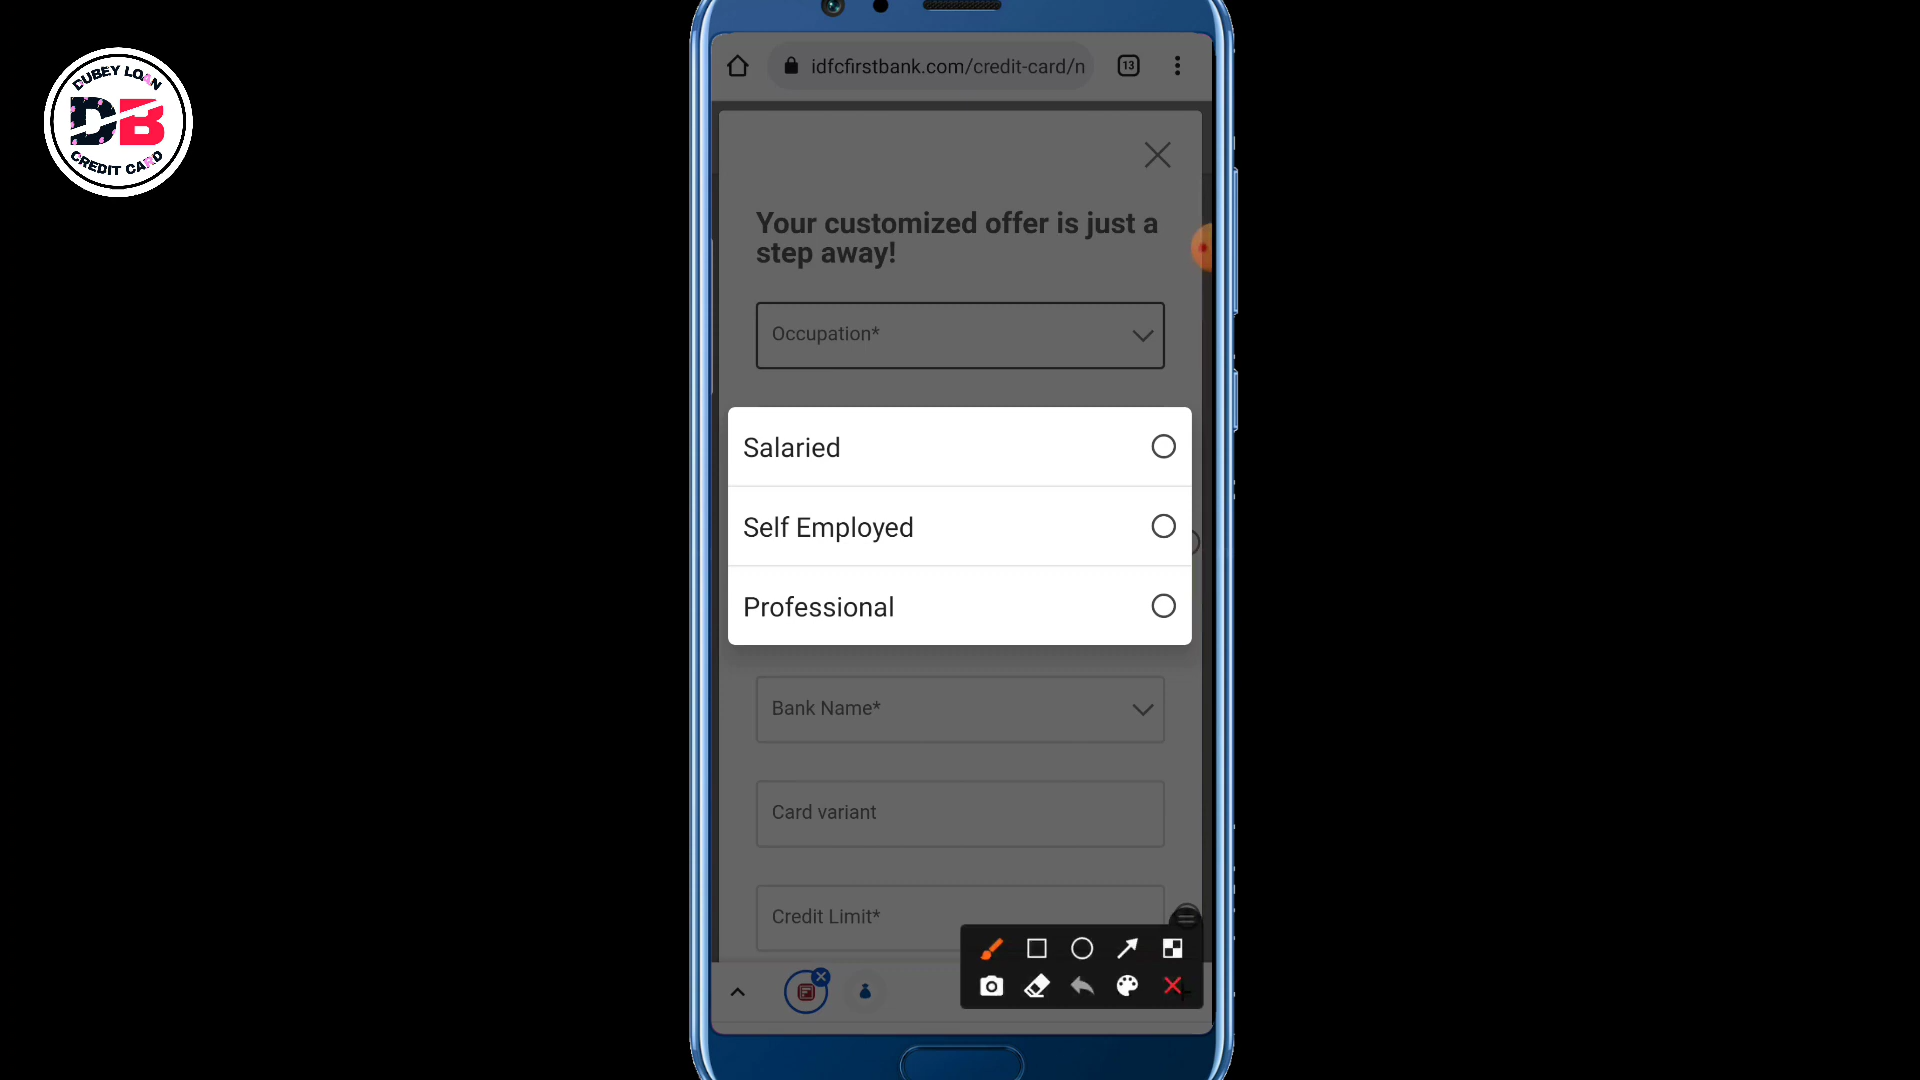 DUBEY LOAN
DB
CREDIT CARD
idfcfirstbank.com/credit-card/n
13
Your customized offer is just a
step away!
Occupation*
Salaried
Self Employed
Professional
Bank Name*
Card variant
Credit Limit*